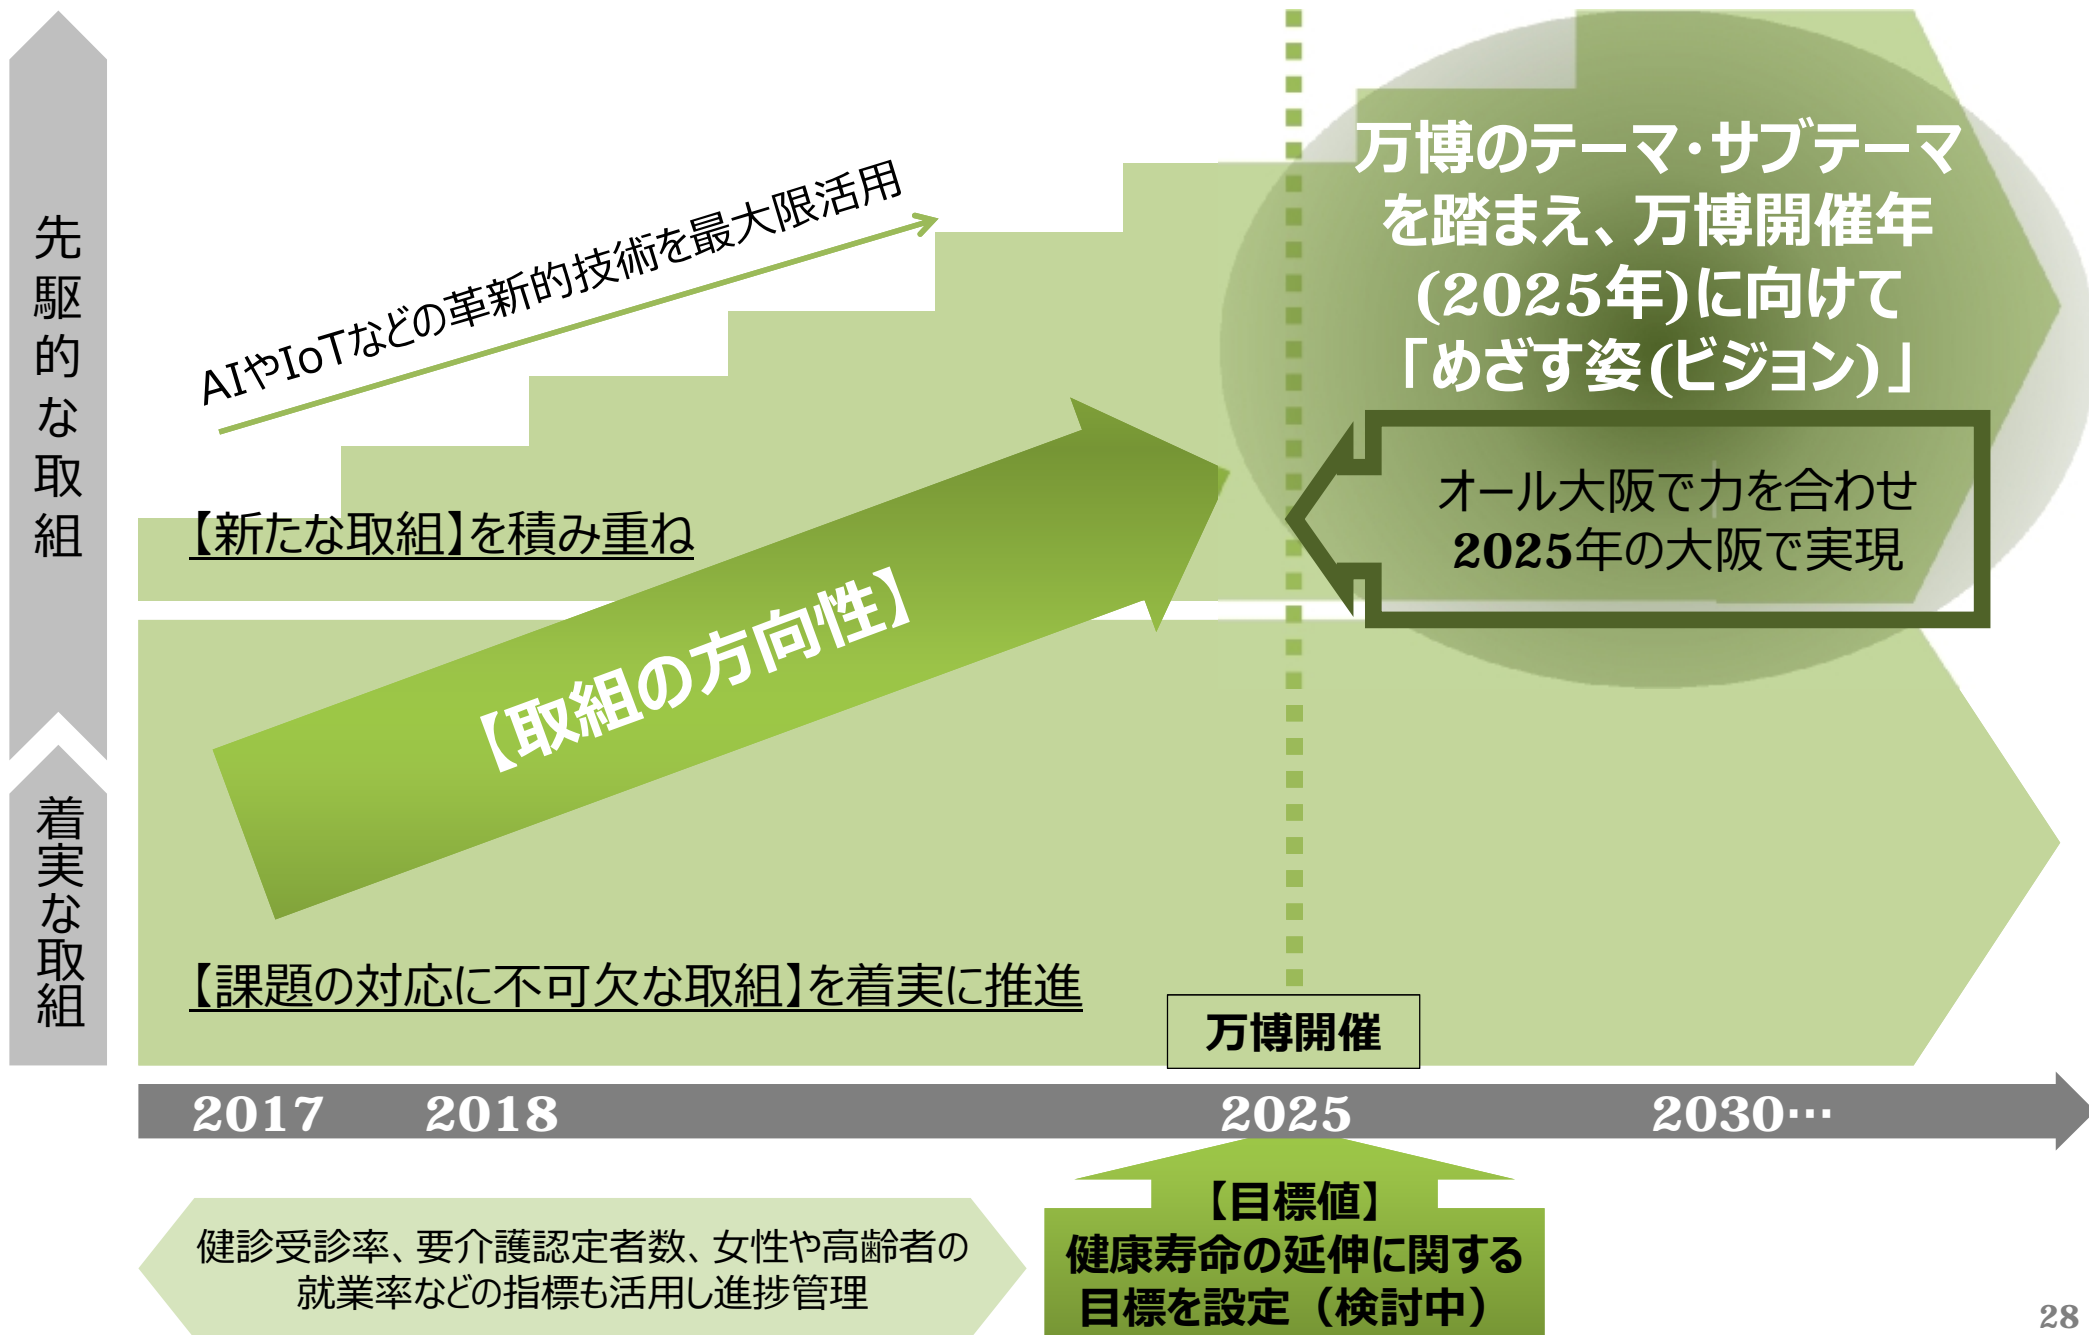 先駆的な取組
着実な取組
AIやIoTなどの革新的技術を最大限活用
万博のテーマ・サブテーマ
を踏まえ、万博開催年
(2025年)に向けて
「めざす姿(ビジョン)」
オール大阪で力を合わせ
2025年の大阪で実現
【新たな取組】を積み重ね
【取組の方向性】
【課題の対応に不可欠な取組】を着実に推進
万博開催
2017 2018 2025 2030…
健診受診率、要介護認定者数、女性や高齢者の
就業率などの指標も活用し進捗管理
【目標値】
健康寿命の延伸に関する
目標を設定（検討中）
28